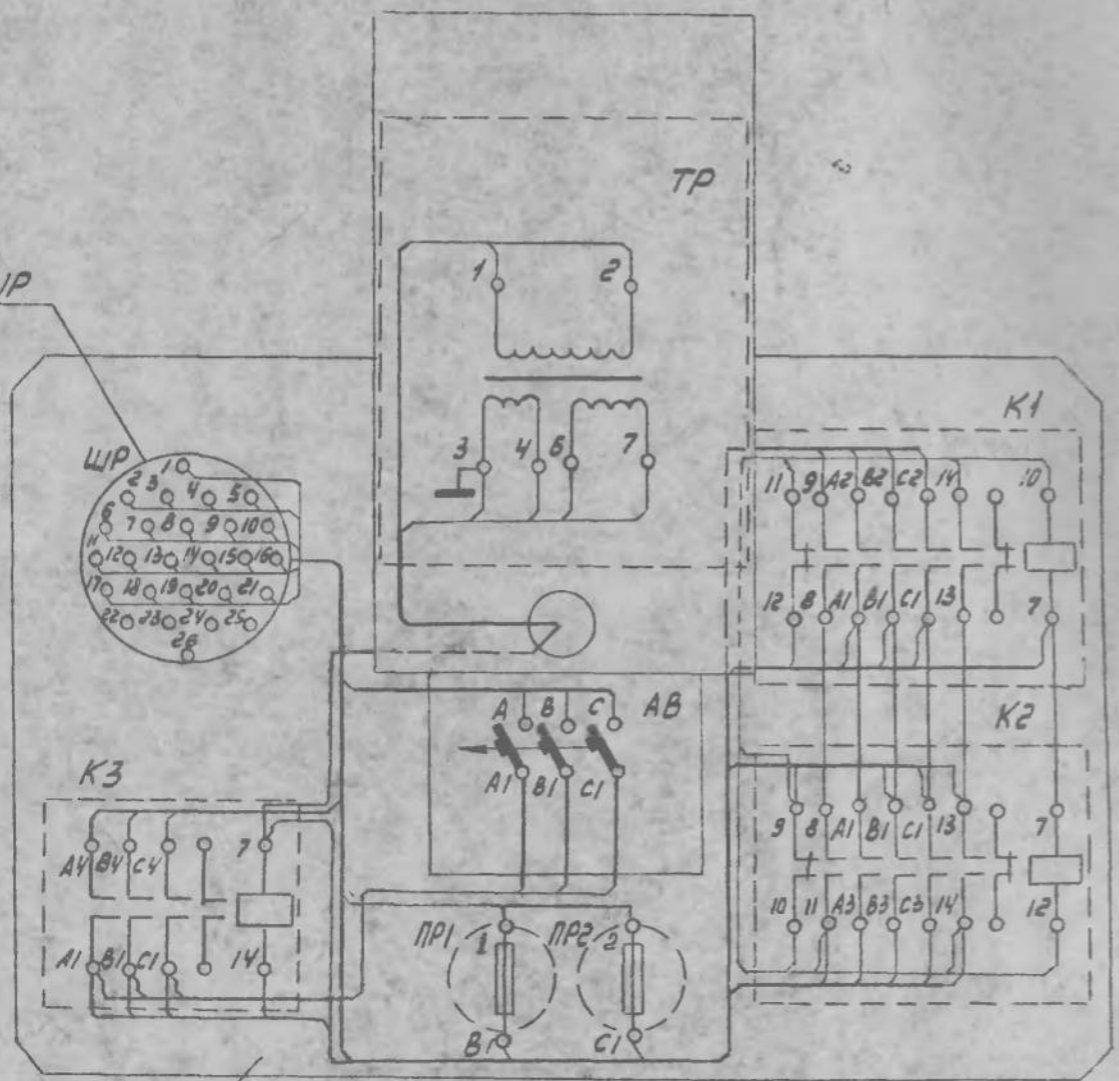 ТР
1 2
3 4 6 7
ШР
1
2 3 4 5
6 7 8 9 10
11 12 13 14 15 16
17 18 19 20 21
22 23 24 25
26
К1
11 9 А2 В2 С2 14 10
12 8 А1 В1 С1 13 7
АВ
А В С
А1 В1 С1
К2
9 8 А1 В1 С1 13 7
10 11 А3 В3 С3 14 12
К3
А4 В4 С4 7
А1 В1 С1 14
ПР1 1 ПР2 2
В1 С1